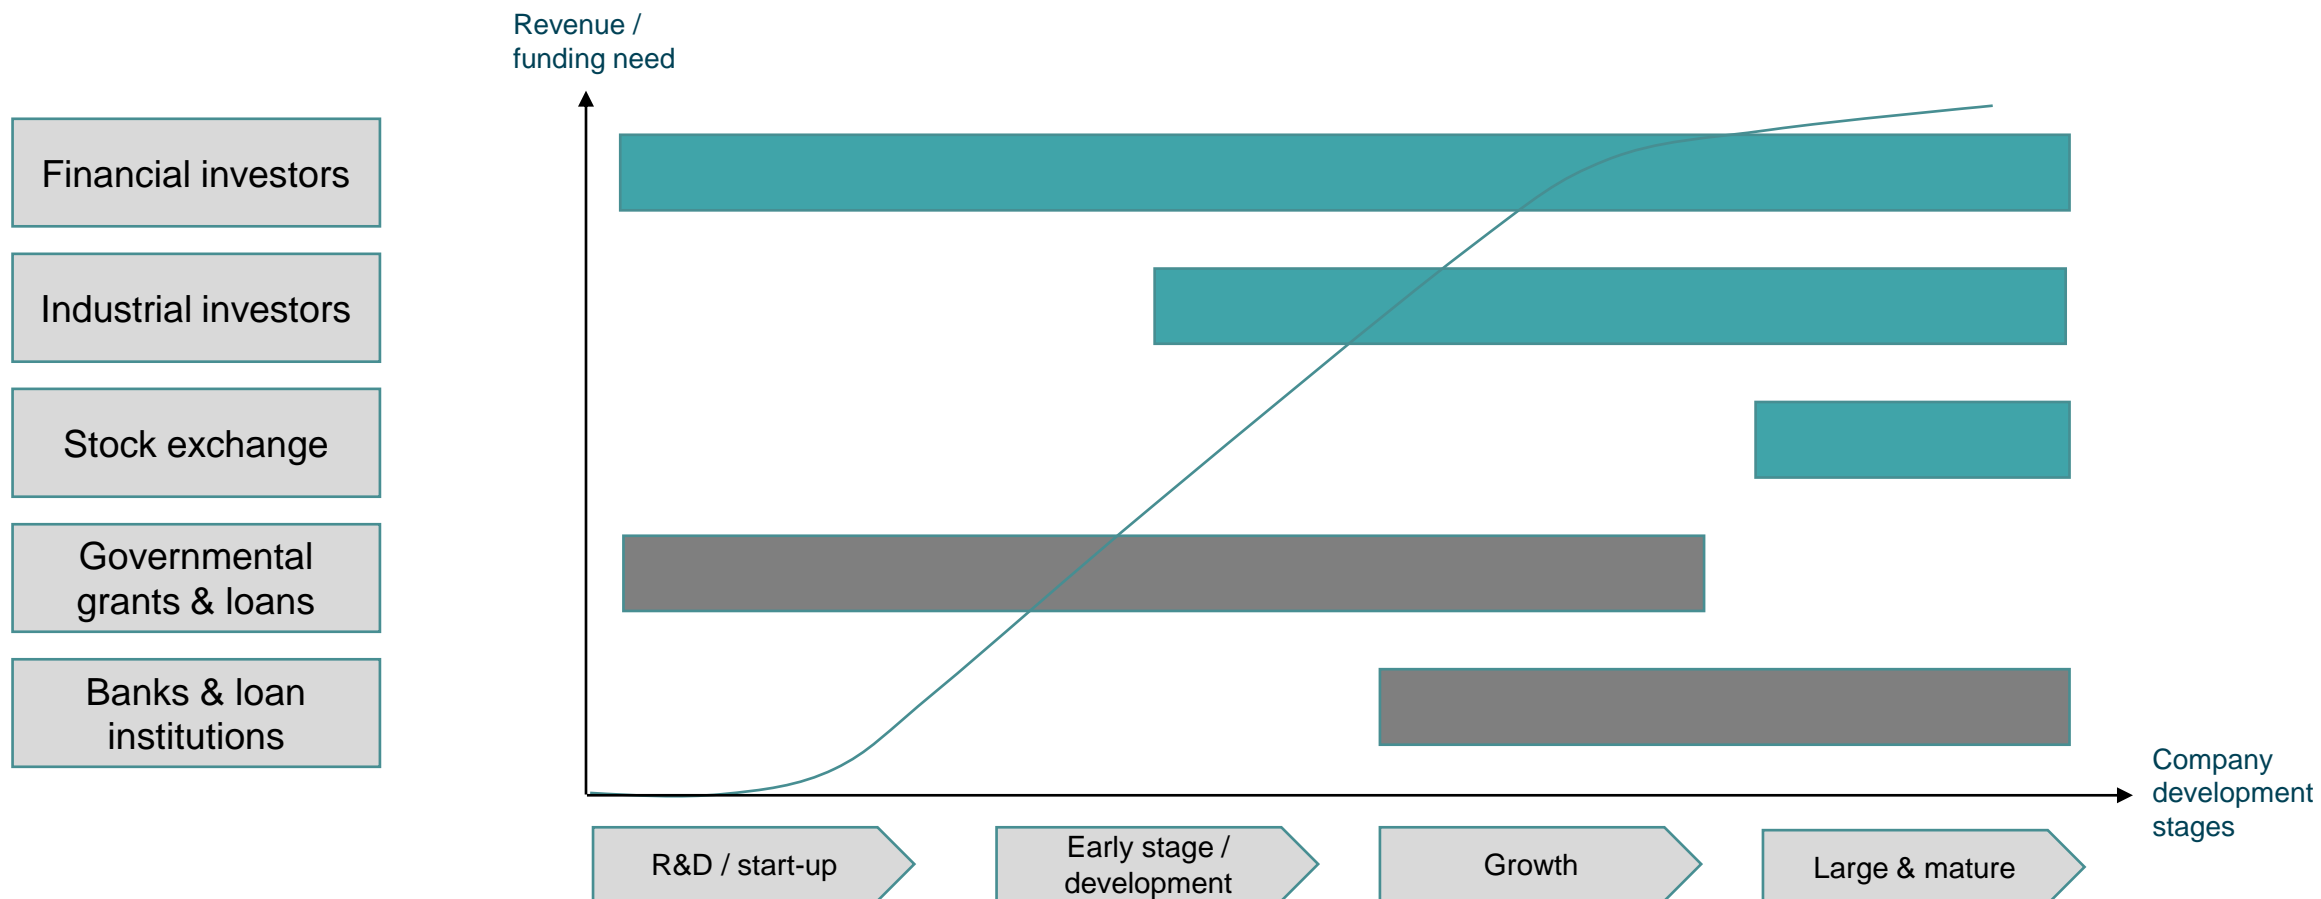 Revenue /
funding need
Financial investors
Industrial investors
Stock exchange
Governmental
grants & loans
Banks & loan
institutions
Company
development
stages
R&D / start-up
Early stage /
development
Growth
Large & mature